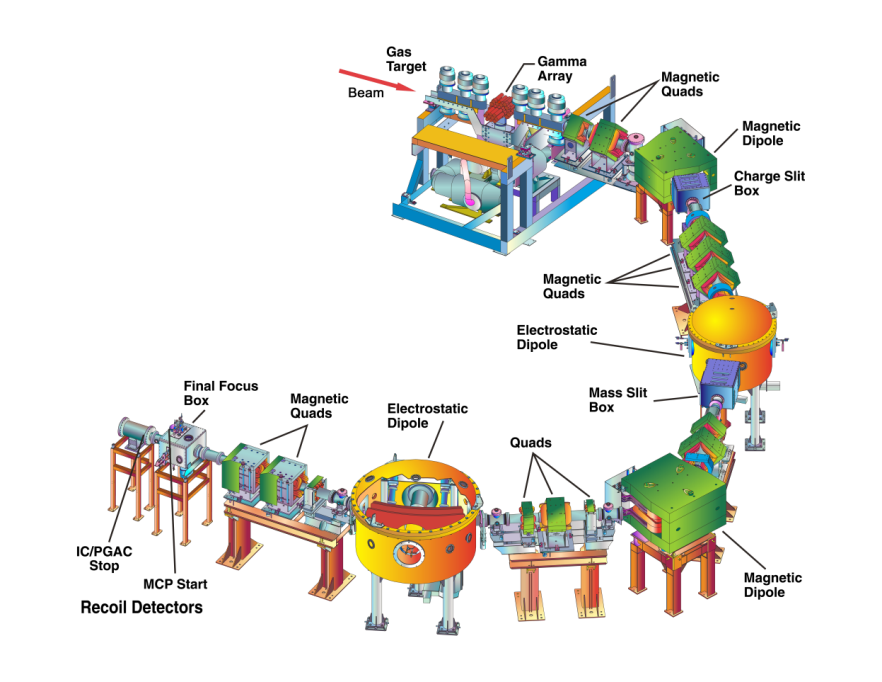 Gas
Target
Beam
Gamma
Array
Magnetic
Quads
Magnetic
Dipole
Charge Slit
Box
Magnetic
Quads
Electrostatic
Dipole
Mass Slit
Box
Final Focus
Box
Magnetic
Quads
Electrostatic
Dipole
Quads
IC/PGAC
Stop
MCP Start
Recoil Detectors
Magnetic
Dipole